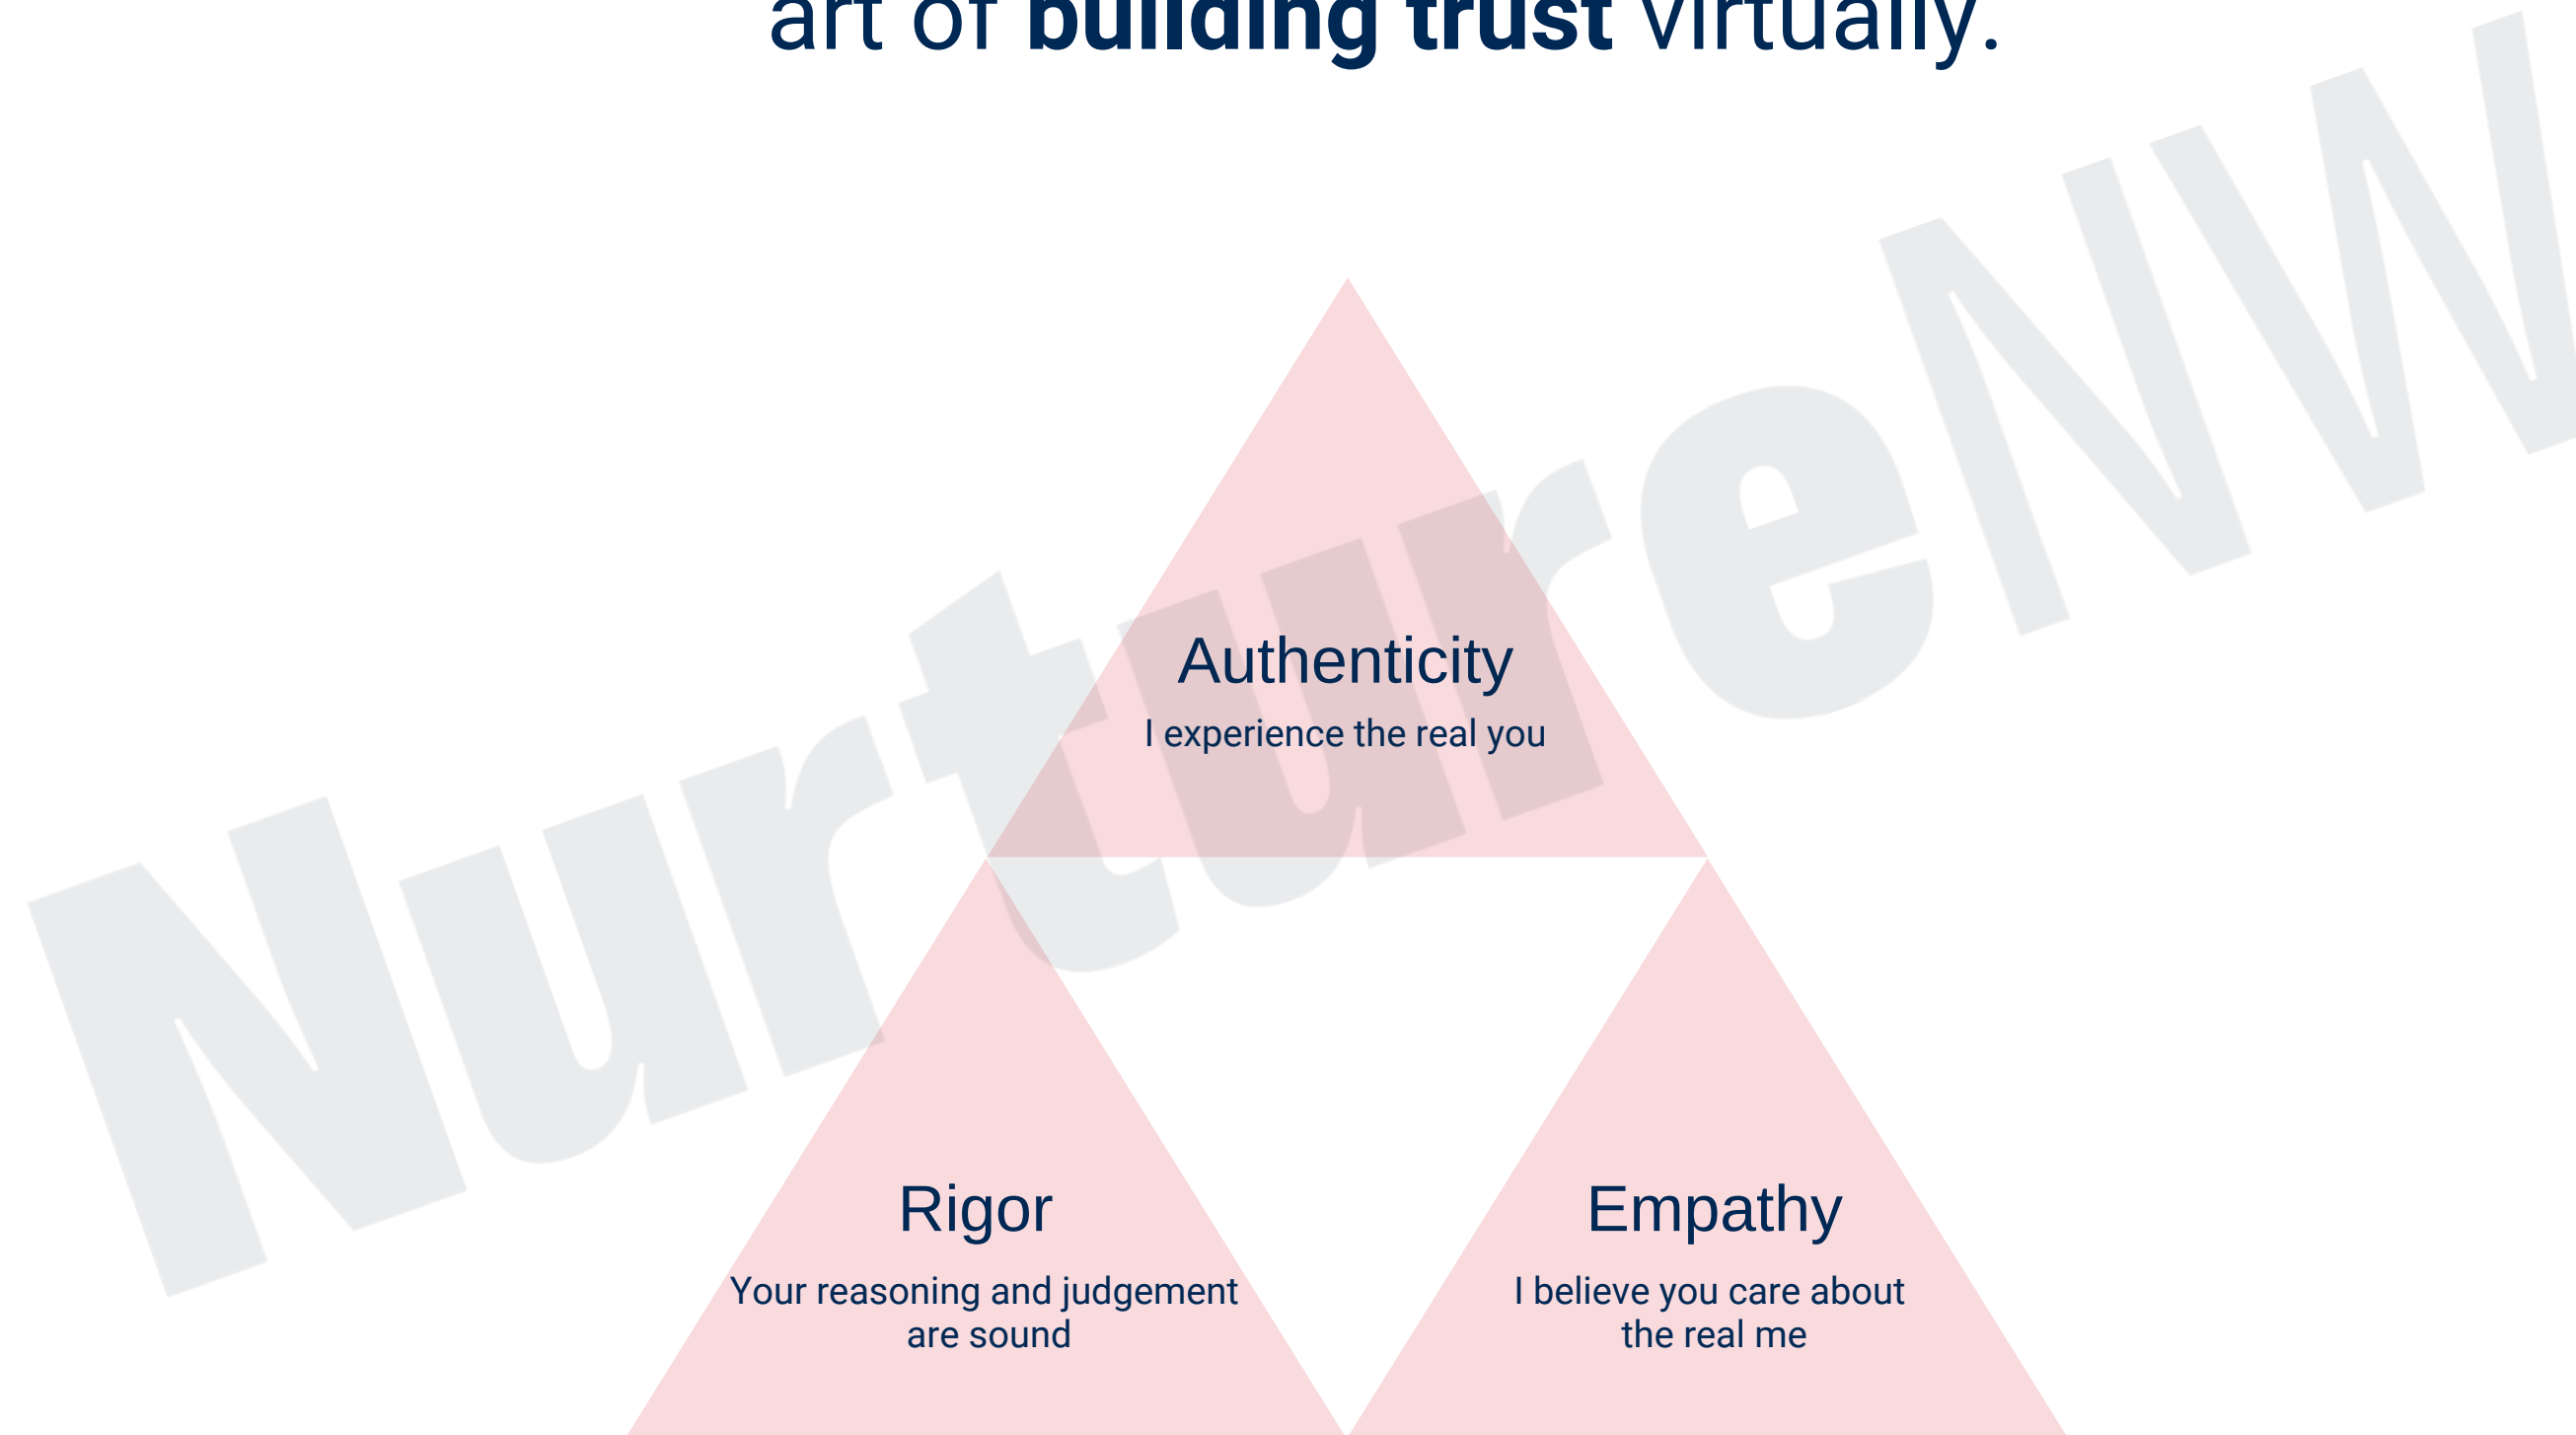 art of building trust virtually.
NurtureNW
Authenticity
I experience the real you
Rigor
Your reasoning and judgement
are sound
Empathy
I believe you care about
the real me